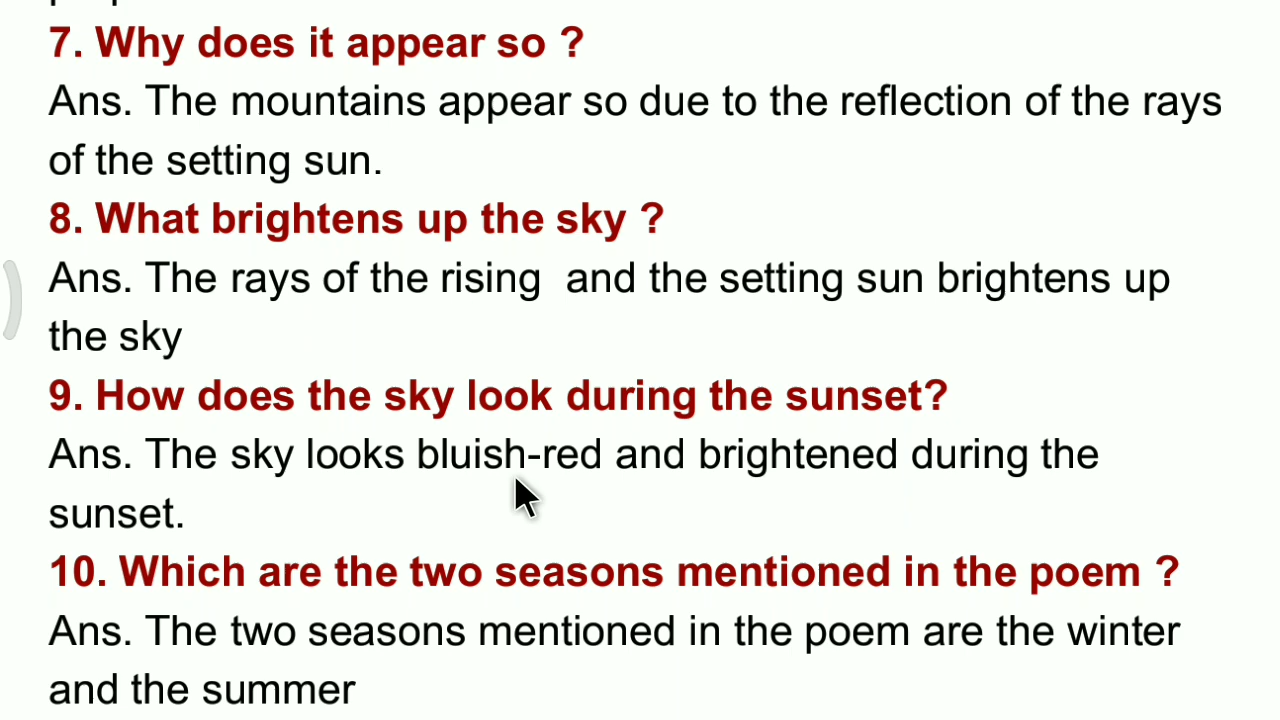 7. Why does it appear so ?
Ans. The mountains appear so due to the reflection of the rays
of the setting sun.
8. What brightens up the sky ?
Ans. The rays of the rising  and the setting sun brightens up
the sky
9. How does the sky look during the sunset?
Ans. The sky looks bluish-red and brightened during the
sunset.
10. Which are the two seasons mentioned in the poem ?
Ans. The two seasons mentioned in the poem are the winter
and the summer